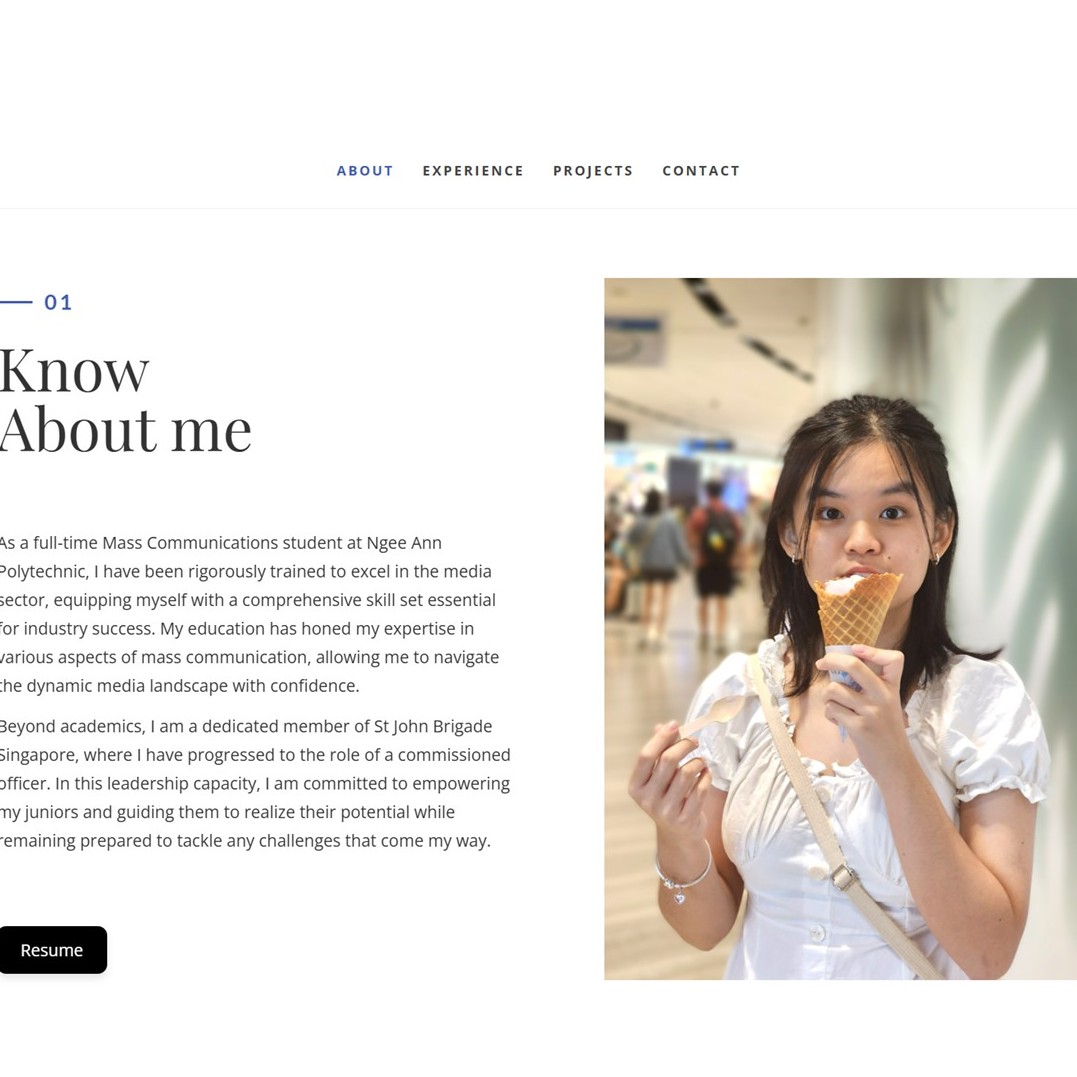 ABOUT EXPERIENCE PROJECTS CONTACT
01
Know
About me
As a full-time Mass Communications student at Ngee Ann
Polytechnic, I have been rigorously trained to excel in the media
sector, equipping myself with a comprehensive skill set essential
for industry success. My education has honed my expertise in
various aspects of mass communication, allowing me to navigate
the dynamic media landscape with confidence.
Beyond academics, I am a dedicated member of St John Brigade
Singapore, where I have progressed to the role of a commissioned
officer. In this leadership capacity, I am committed to empowering
my juniors and guiding them to realize their potential while
remaining prepared to tackle any challenges that come my way.
Resume